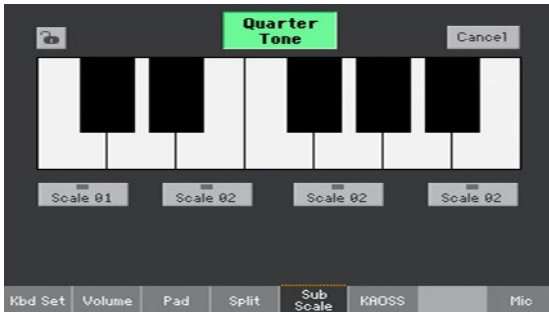 Quarter
Tone
Cancel
Scale 01
Scale 02
Scale 02
Scale 02
Kbd Set
Volume
Pad
Split
Sub
Scale
KAOSS
Mic